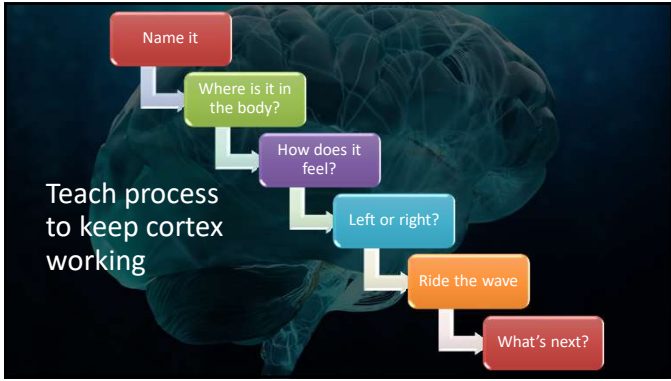 Name it
Where is it in
the body?
How does it
feel?
Teach process
to keep cortex
working
Left or right?
Ride the wave
What's next?